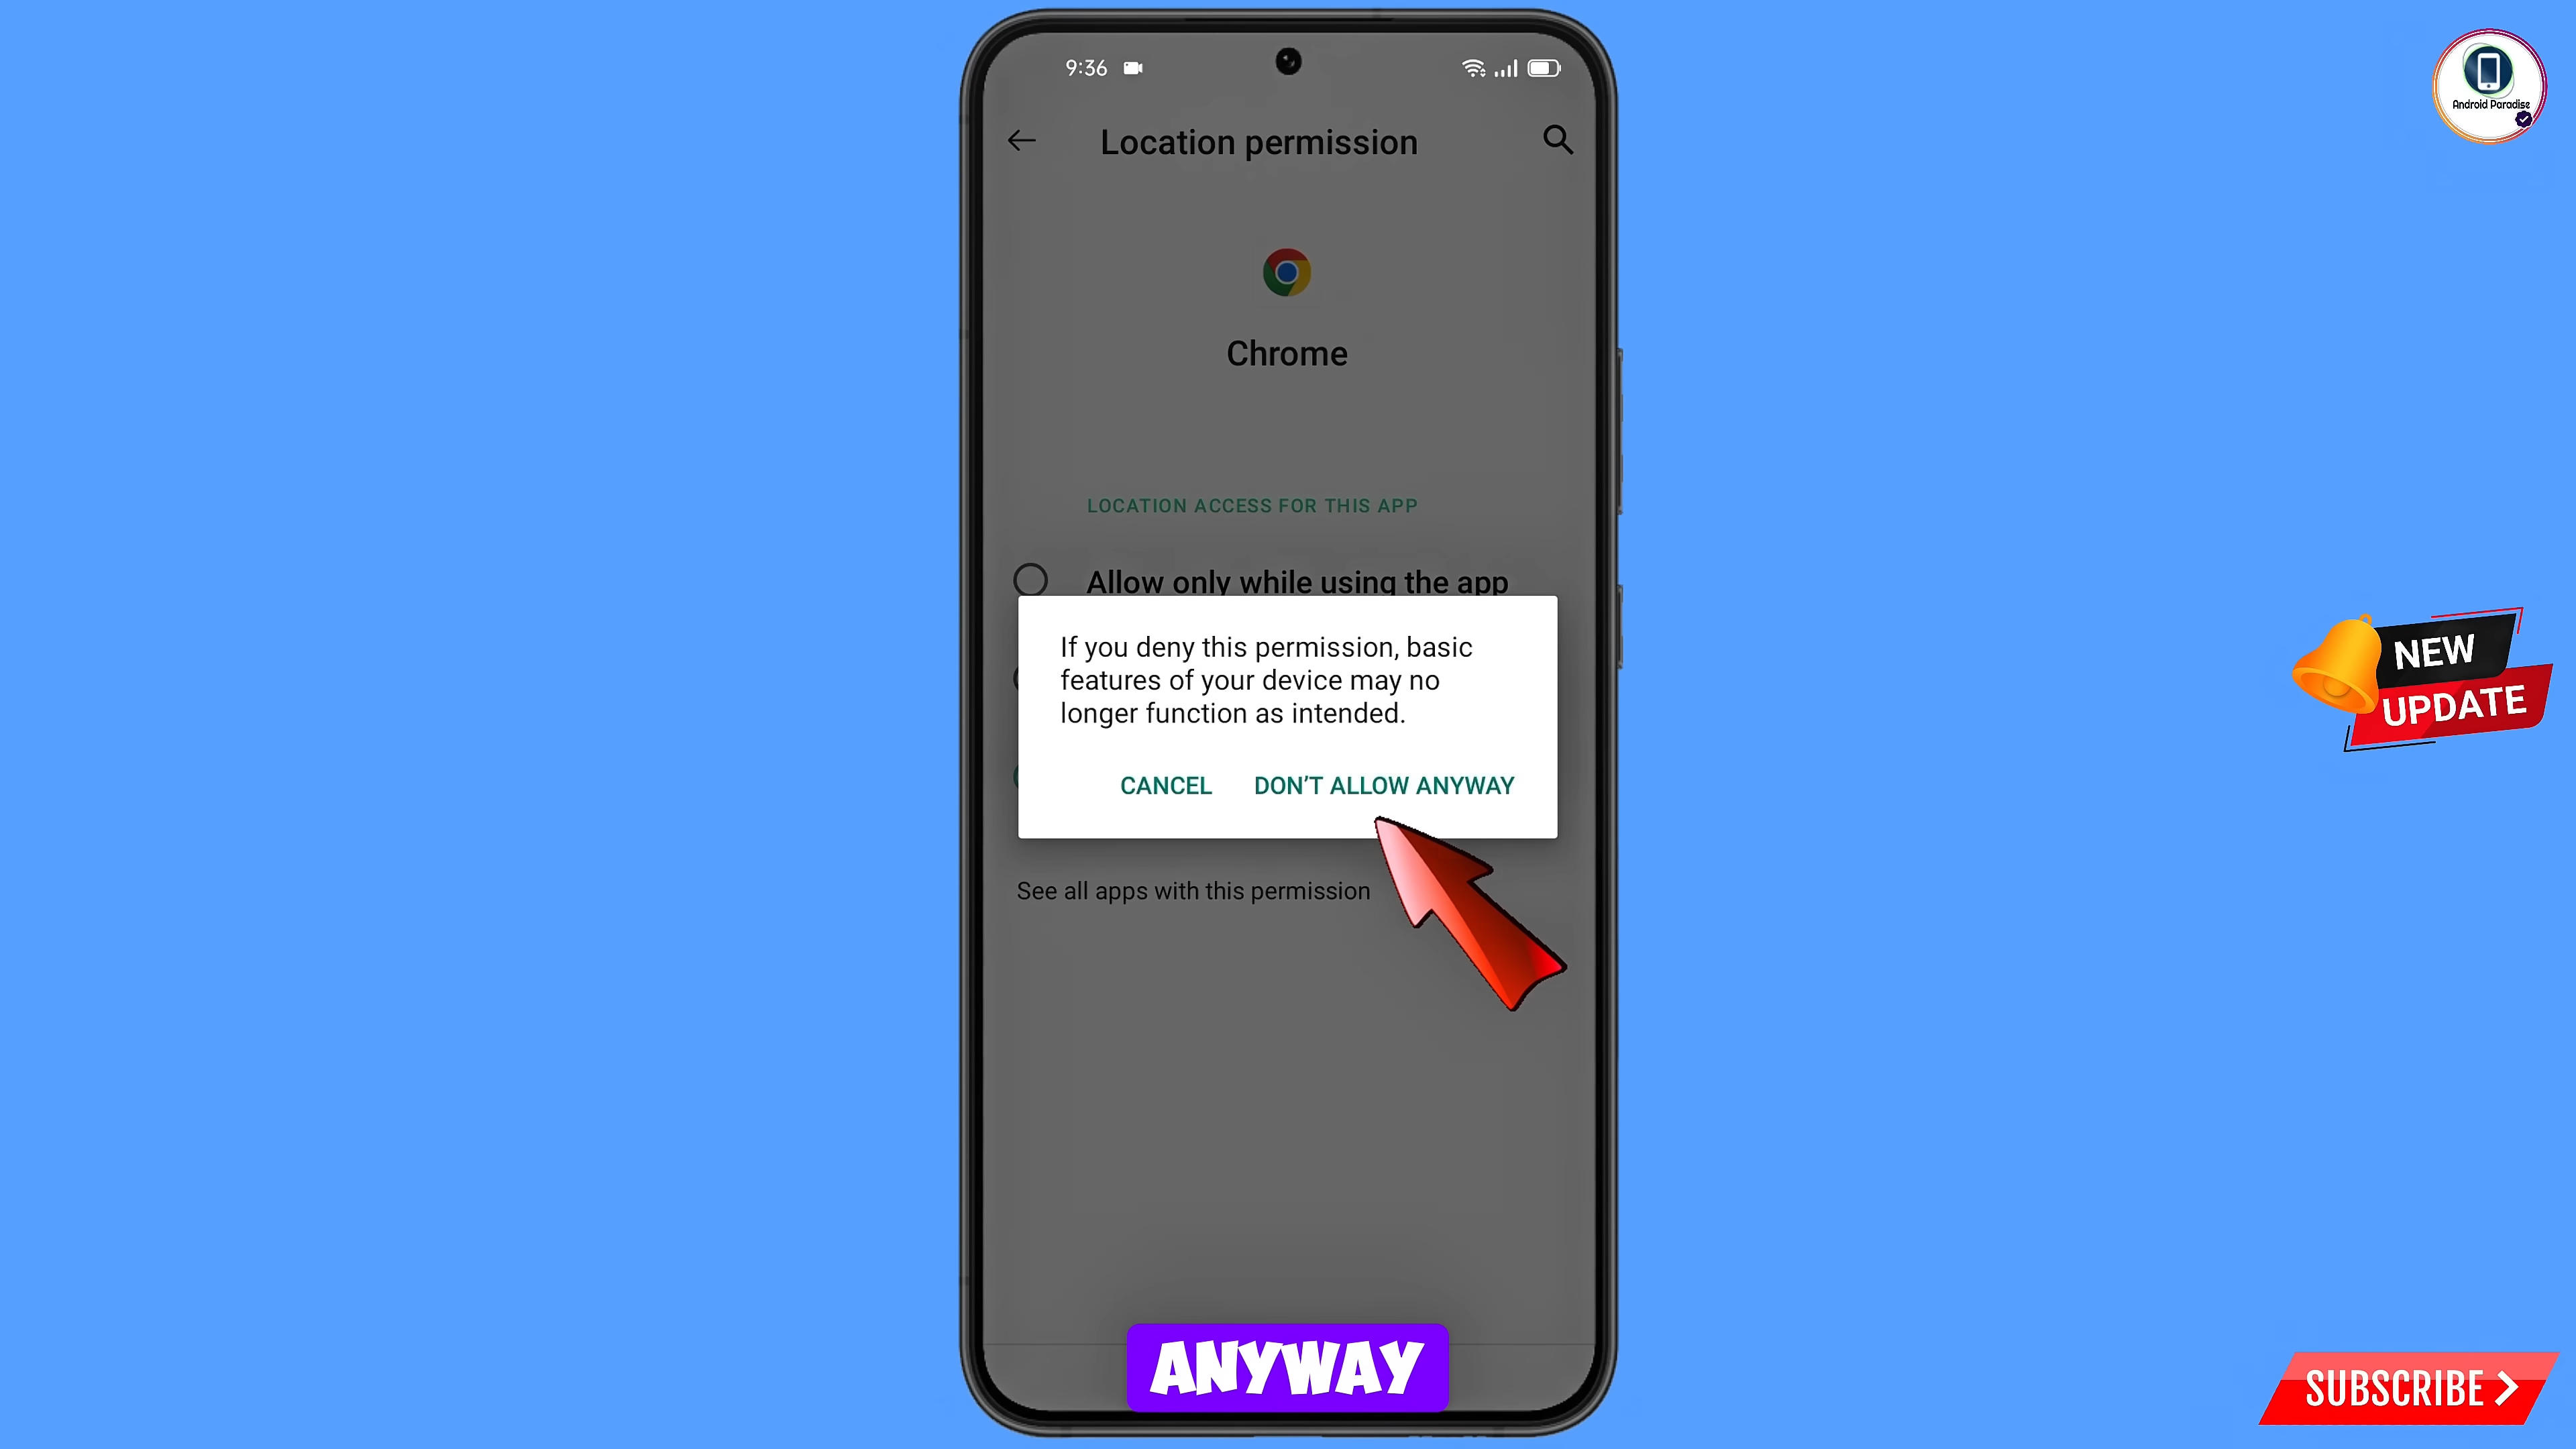 9:36
Android Paradise
Location permission
Chrome
LOCATION ACCESS FOR THIS APP
Allow only while using the app
If you deny this permission, basic
features of your device may no
longer function as intended.
CANCEL DON'T ALLOW ANYWAY
See all apps with this permission
NEW
UPDATE
ANYWAY
SUBSCRIBE